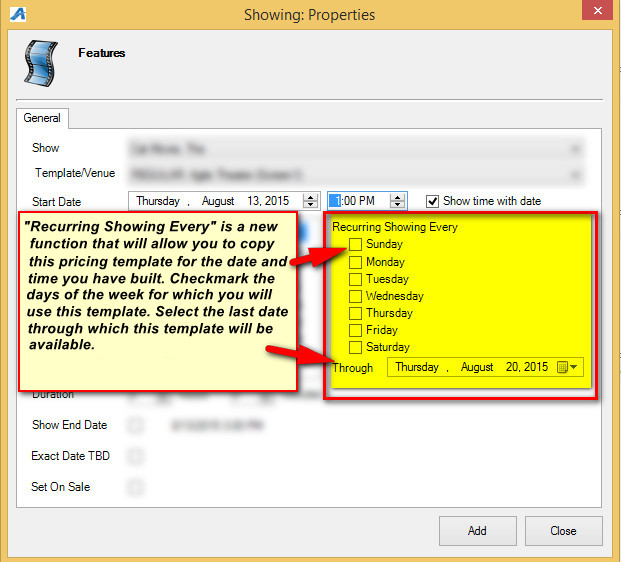 Showing: Properties
Features
General
Show
Template/Venue
Start Date Thursday , August 13, 2015 1:00 PM Show time with date
"Recurring Showing Every" is a new
function that will allow you to copy
this pricing template for the date and
time you have built. Checkmark the
days of the week for which you will
use this template. Select the last date
through which this template will be
available.
Recurring Showing Every
Sunday
Monday
Tuesday
Wednesday
Thursday
Friday
Saturday
Through Thursday , August 20, 2015
Duration
Show End Date
Exact Date TBD
Set On Sale
Add Close